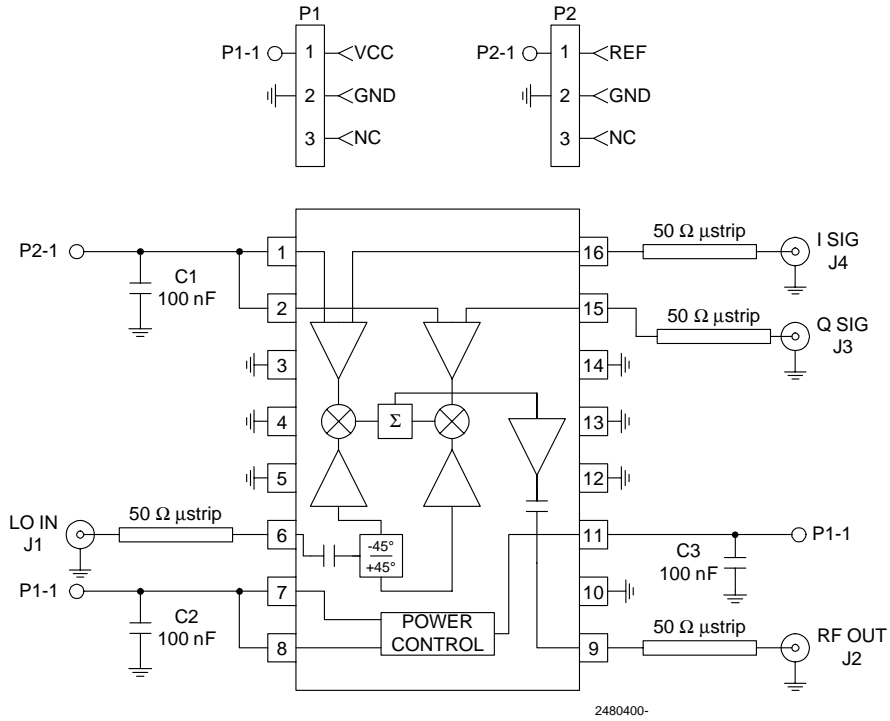 P1
P1-1
1
VCC
2
GND
3
NC
P2
P2-1
1
REF
2
GND
3
NC
P2-1
C1
100 nF
1
2
3
4
5
LO IN
J1
50 Ω μstrip
6
P1-1
C2
100 nF
7
8
Σ
-45°
+45°
POWER
CONTROL
16
50 Ω μstrip
I SIG
J4
15
50 Ω μstrip
Q SIG
J3
14
13
12
11
P1-1
C3
100 nF
10
9
50 Ω μstrip
RF OUT
J2
2480400-